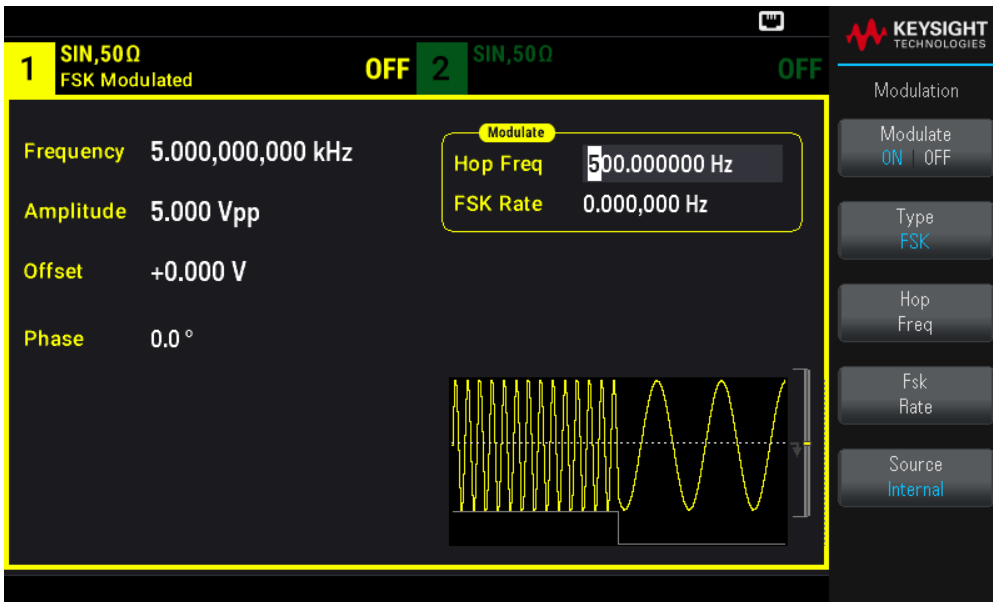 KEYSIGHT
TECHNOLOGIES
1
SIN,50Ω
FSK Modulated
OFF
2
SIN,50Ω
OFF
Frequency 5.000,000,000 kHz
Amplitude 5.000 Vpp
Offset +0.000 V
Phase 0.0 °
Modulate
Hop Freq 500.000000 Hz
FSK Rate 0.000,000 Hz
Modulation
Modulate
ON | OFF
Type
FSK
Hop
Freq
Fsk
Rate
Source
Internal